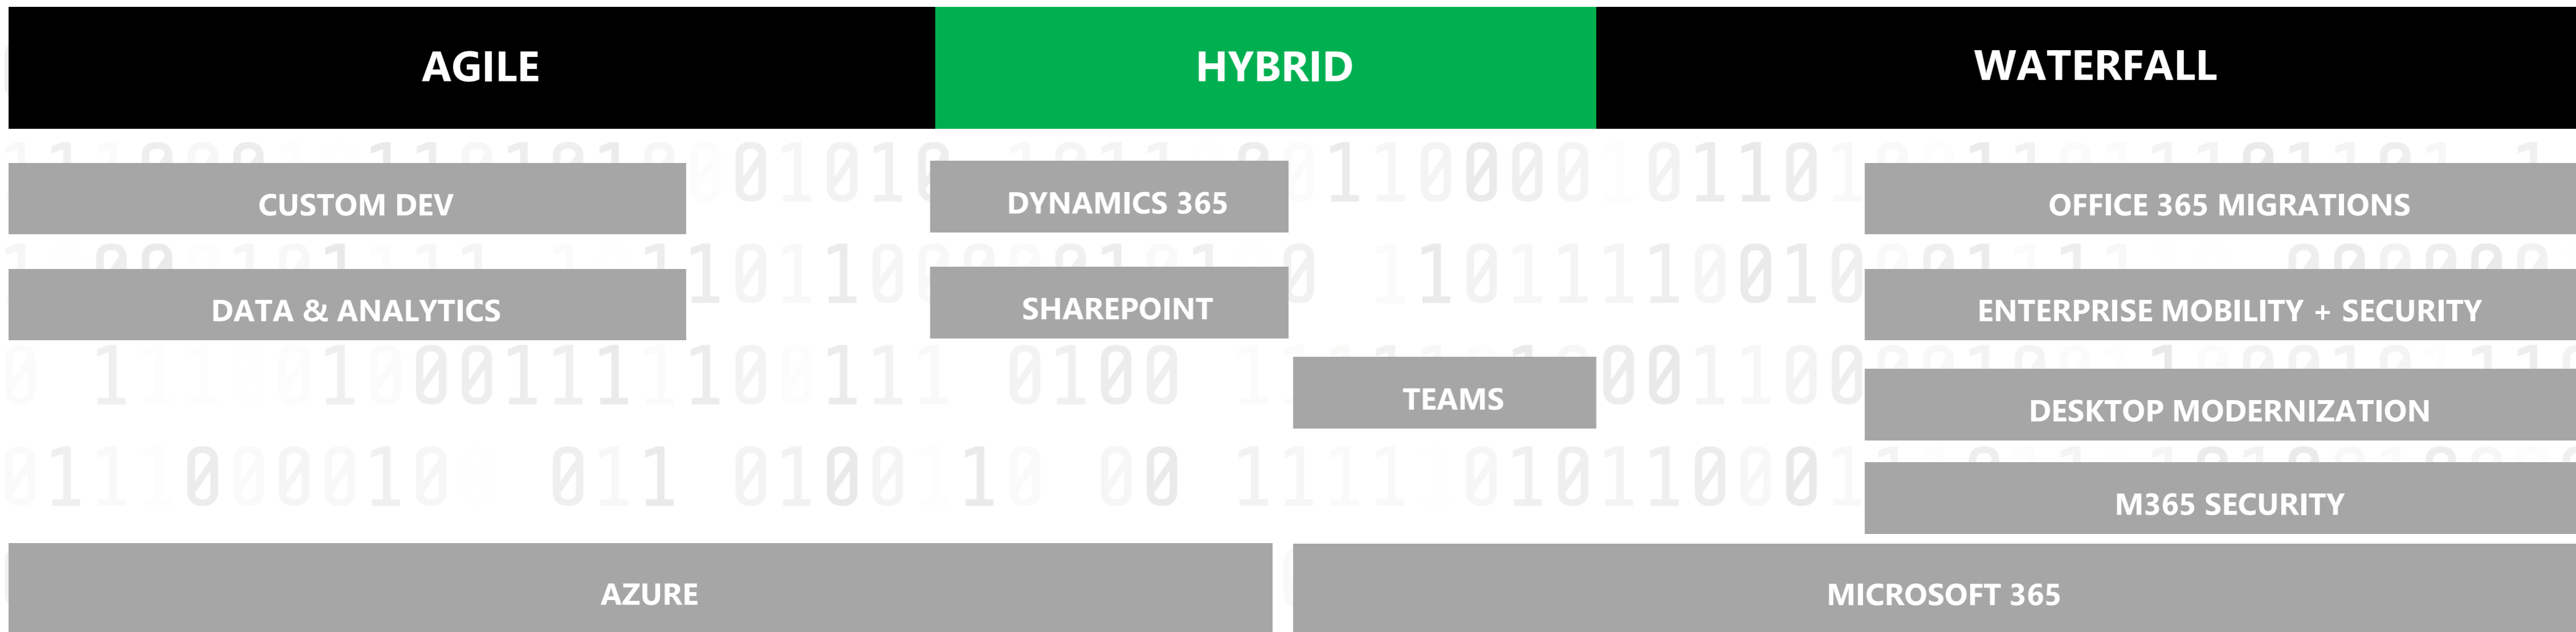 AGILE
HYBRID
WATERFALL
CUSTOM DEV
DYNAMICS 365
OFFICE 365 MIGRATIONS
DATA & ANALYTICS
SHAREPOINT
ENTERPRISE MOBILITY + SECURITY
TEAMS
DESKTOP MODERNIZATION
M365 SECURITY
AZURE
MICROSOFT 365